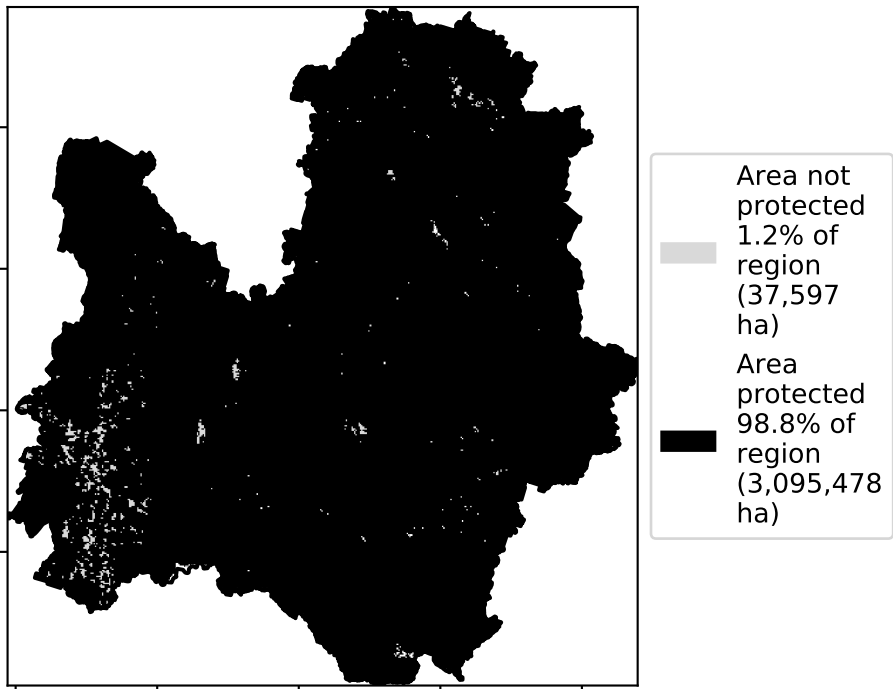 Area not
protected
1.2% of
region
(37,597
ha)
Area
protected
98.8% of
region
(3,095,478
ha)